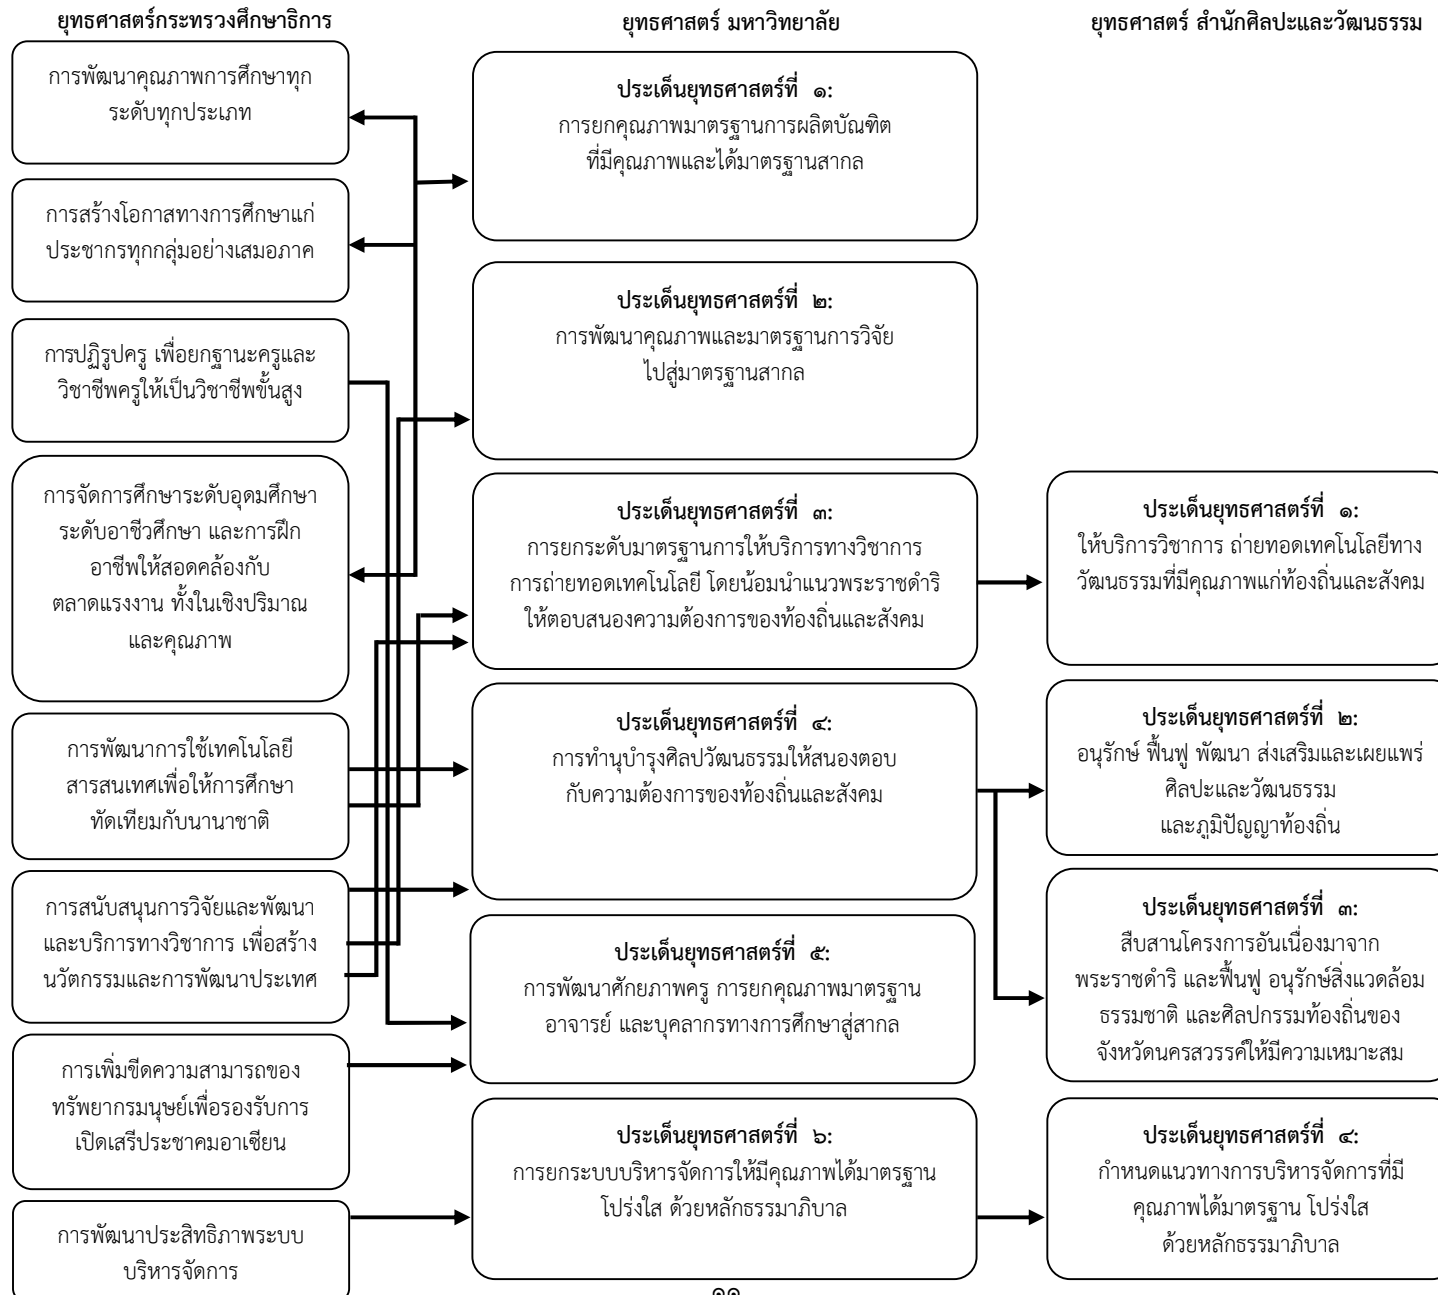 ยุทธศาสตร์กระทรวงศึกษาธิการ
การพัฒนาคุณภาพการศึกษาทุก
ระดับทุกประเภท
การสร้างโอกาสทางการศึกษาแก่
ประชากรทุกกลุ่มอย่างเสมอภาค
การปฏิรูปครู เพื่อยกฐานะครูและ
วิชาชีพครูให้เป็นวิชาชีพขั้นสูง
การจัดการศึกษาระดับอุดมศึกษา
ระดับอาชีวศึกษา และการฝึก
อาชีพให้สอดคล้องกับ
ตลาดแรงงาน ทั้งในเชิงปริมาณ
และคุณภาพ
การพัฒนาการใช้เทคโนโลยี
สารสนเทศเพื่อให้การศึกษา
ทัดเทียมกับนานาชาติ
การสนับสนุนการวิจัยและพัฒนา
และบริการทางวิชาการ เพื่อสร้าง
นวัตกรรมและการพัฒนาประเทศ
การเพิ่มขีดความสามารถของ
ทรัพยากรมนุษย์เพื่อรองรับการ
เปิดเสรีประชาคมอาเซียน
การพัฒนาประสิทธิภาพระบบ
บริหารจัดการ
ยุทธศาสตร์ มหาวิทยาลัย
ประเด็นยุทธศาสตร์ที่ ๑:
การยกคุณภาพมาตรฐานการผลิตบัณฑิต
ที่มีคุณภาพและได้มาตรฐานสากล
ประเด็นยุทธศาสตร์ที่ ๒:
การพัฒนาคุณภาพและมาตรฐานการวิจัย
ไปสู่มาตรฐานสากล
ประเด็นยุทธศาสตร์ที่ ๓:
การยกระดับมาตรฐานการให้บริการทางวิชาการ
การถ่ายทอดเทคโนโลยี โดยน้อมนำแนวพระราชดำริ
ให้ตอบสนองความต้องการของท้องถิ่นและสังคม
ประเด็นยุทธศาสตร์ที่ ๔:
การทำนุบำรุงศิลปวัฒนธรรมให้สนองตอบ
กับความต้องการของท้องถิ่นและสังคม
ประเด็นยุทธศาสตร์ที่ ๕:
การพัฒนาศักยภาพครู การยกคุณภาพมาตรฐาน
อาจารย์ และบุคลากรทางการศึกษาสู่สากล
ประเด็นยุทธศาสตร์ที่ ๖:
การยกระบบบริหารจัดการให้มีคุณภาพได้มาตรฐาน
โปร่งใส ด้วยหลักธรรมาภิบาล
ยุทธศาสตร์ สำนักศิลปะและวัฒนธรรม
ประเด็นยุทธศาสตร์ที่ ๑:
ให้บริการวิชาการ ถ่ายทอดเทคโนโลยีทาง
วัฒนธรรมที่มีคุณภาพแก่ท้องถิ่นและสังคม
ประเด็นยุทธศาสตร์ที่ ๒:
อนุรักษ์ ฟื้นฟู พัฒนา ส่งเสริมและเผยแพร่
ศิลปะและวัฒนธรรม
และภูมิปัญญาท้องถิ่น
ประเด็นยุทธศาสตร์ที่ ๓:
สืบสานโครงการอันเนื่องมาจาก
พระราชดำริ และฟื้นฟู อนุรักษ์สิ่งแวดล้อม
ธรรมชาติ และศิลปกรรมท้องถิ่นของ
จังหวัดนครสวรรค์ให้มีความเหมาะสม
ประเด็นยุทธศาสตร์ที่ ๔:
กำหนดแนวทางการบริหารจัดการที่มี
คุณภาพได้มาตรฐาน โปร่งใส
ด้วยหลักธรรมาภิบาล
๑๑